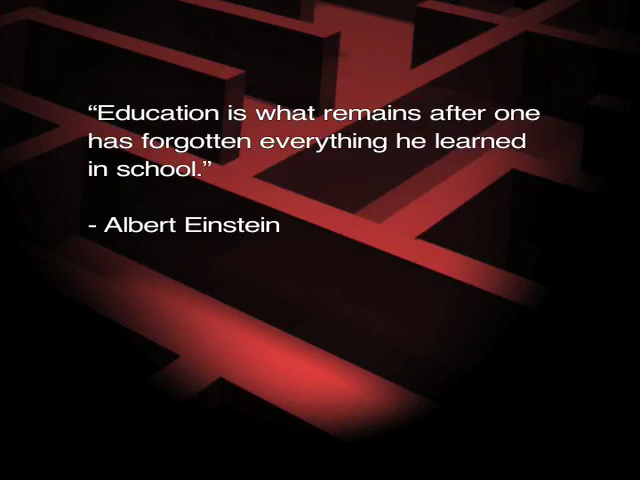 “Education is what remains after one
has forgotten everything he learned
in school.”
- Albert Einstein